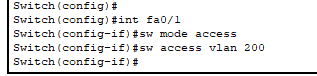 Switch(config)#
Switch(config)#int fa0/1
Switch(config-if)#sw mode access
Switch(config-if)#sw access vlan 200
Switch(config-if)#